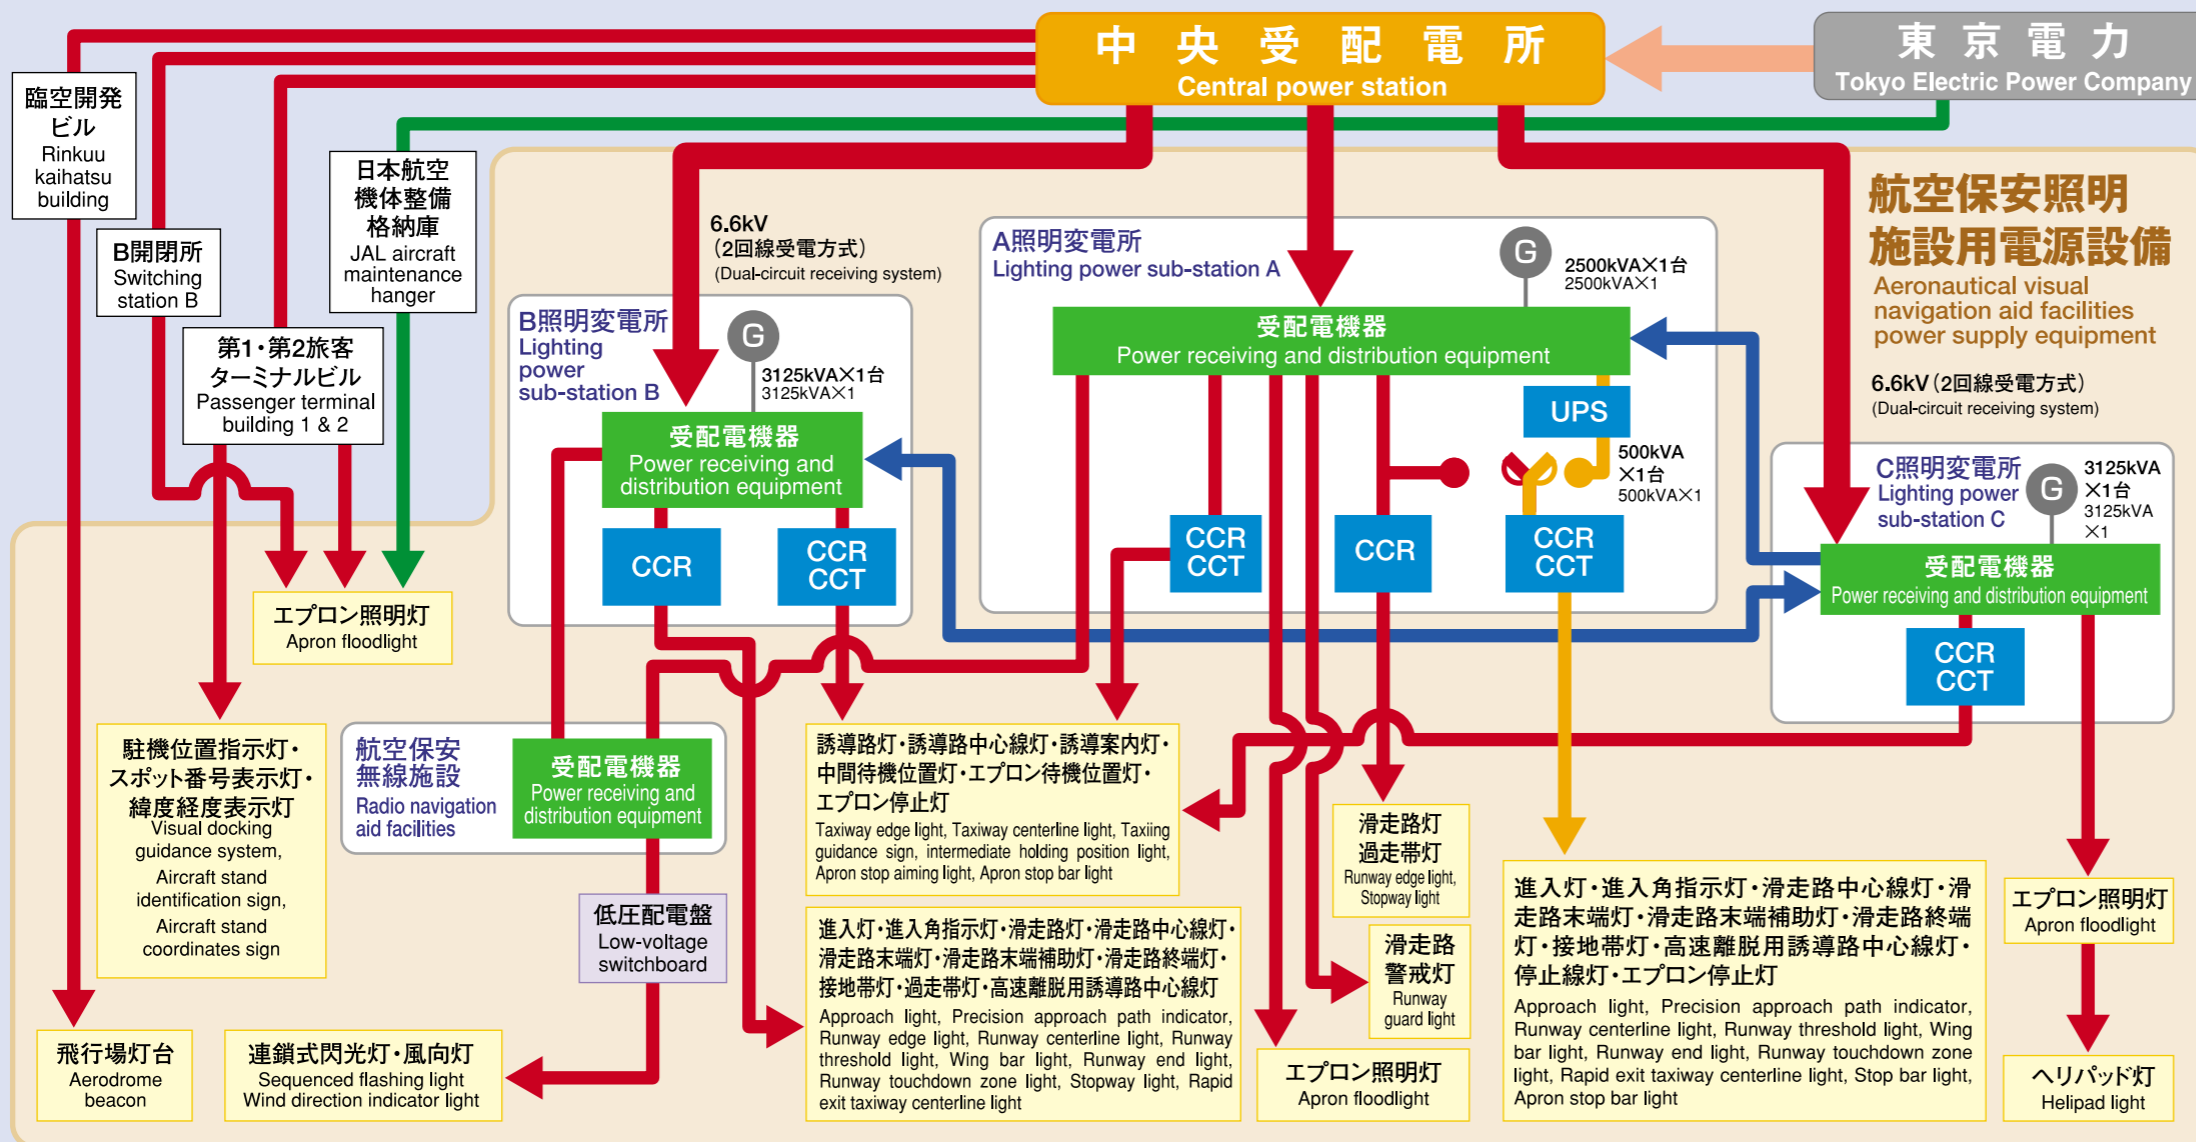 中央受配電所
Central power station
東京電力
Tokyo Electric Power Company
臨空開発
ビル
Rinkuu
kaihatsu
building
B開閉所
Switching
station B
第1・第2旅客
ターミナルビル
Passenger terminal
building 1 & 2
日本航空
機体整備
格納庫
JAL aircraft
maintenance
hanger
6.6kV
(2回線受電方式)
(Dual-circuit receiving system)
B照明変電所
Lighting
power
sub-station B
G
3125kVA×1台
3125kVA×1
受配電機器
Power receiving and
distribution equipment
CCR
CCR
CCT
A照明変電所
Lighting power sub-station A
G
2500kVA×1台
2500kVA×1
受配電機器
Power receiving and distribution equipment
UPS
500kVA
×1台
500kVA×1
CCR
CCT
CCR
CCR
CCT
航空保安照明
施設用電源設備
Aeronautical visual
navigation aid facilities
power supply equipment
6.6kV(2回線受電方式)
(Dual-circuit receiving system)
C照明変電所
Lighting power
sub-station C
G
3125kVA
×1台
3125kVA
×1
受配電機器
Power receiving and distribution equipment
CCR
CCT
エプロン照明灯
Apron floodlight
駐機位置指示灯・
スポット番号表示灯・
緯度経度表示灯
Visual docking
guidance system,
Aircraft stand
identification sign,
Aircraft stand
coordinates sign
航空保安
無線施設
Radio navigation
aid facilities
受配電機器
Power receiving and
distribution equipment
低圧配電盤
Low-voltage
switchboard
飛行場灯台
Aerodrome
beacon
連鎖式閃光灯・風向灯
Sequenced flashing light
Wind direction indicator light
誘導路灯・誘導路中心線灯・誘導案内灯・
中間待機位置灯・エプロン待機位置灯・
エプロン停止灯
Taxiway edge light, Taxiway centerline light, Taxiing
guidance sign, intermediate holding position light,
Apron stop aiming light, Apron stop bar light
進入灯・進入角指示灯・滑走路灯・滑走路中心線灯・
滑走路末端灯・滑走路末端補助灯・滑走路終端灯・
接地帯灯・過走帯灯・高速離脱用誘導路中心線灯
Approach light, Precision approach path indicator,
Runway edge light, Runway centerline light, Runway
threshold light, Wing bar light, Runway end light,
Runway touchdown zone light, Stopway light, Rapid
exit taxiway centerline light
滑走路灯
過走帯灯
Runway edge light,
Stopway light
滑走路
警戒灯
Runway
guard light
エプロン照明灯
Apron floodlight
進入灯・進入角指示灯・滑走路中心線灯・滑
走路末端灯・滑走路末端補助灯・滑走路終端
灯・接地帯灯・高速離脱用誘導路中心線灯・
停止線灯・エプロン停止灯
Approach light, Precision approach path indicator,
Runway centerline light, Runway threshold light, Wing
bar light, Runway end light, Runway touchdown zone
light, Rapid exit taxiway centerline light, Stop bar light,
Apron stop bar light
エプロン照明灯
Apron floodlight
ヘリパッド灯
Helipad light